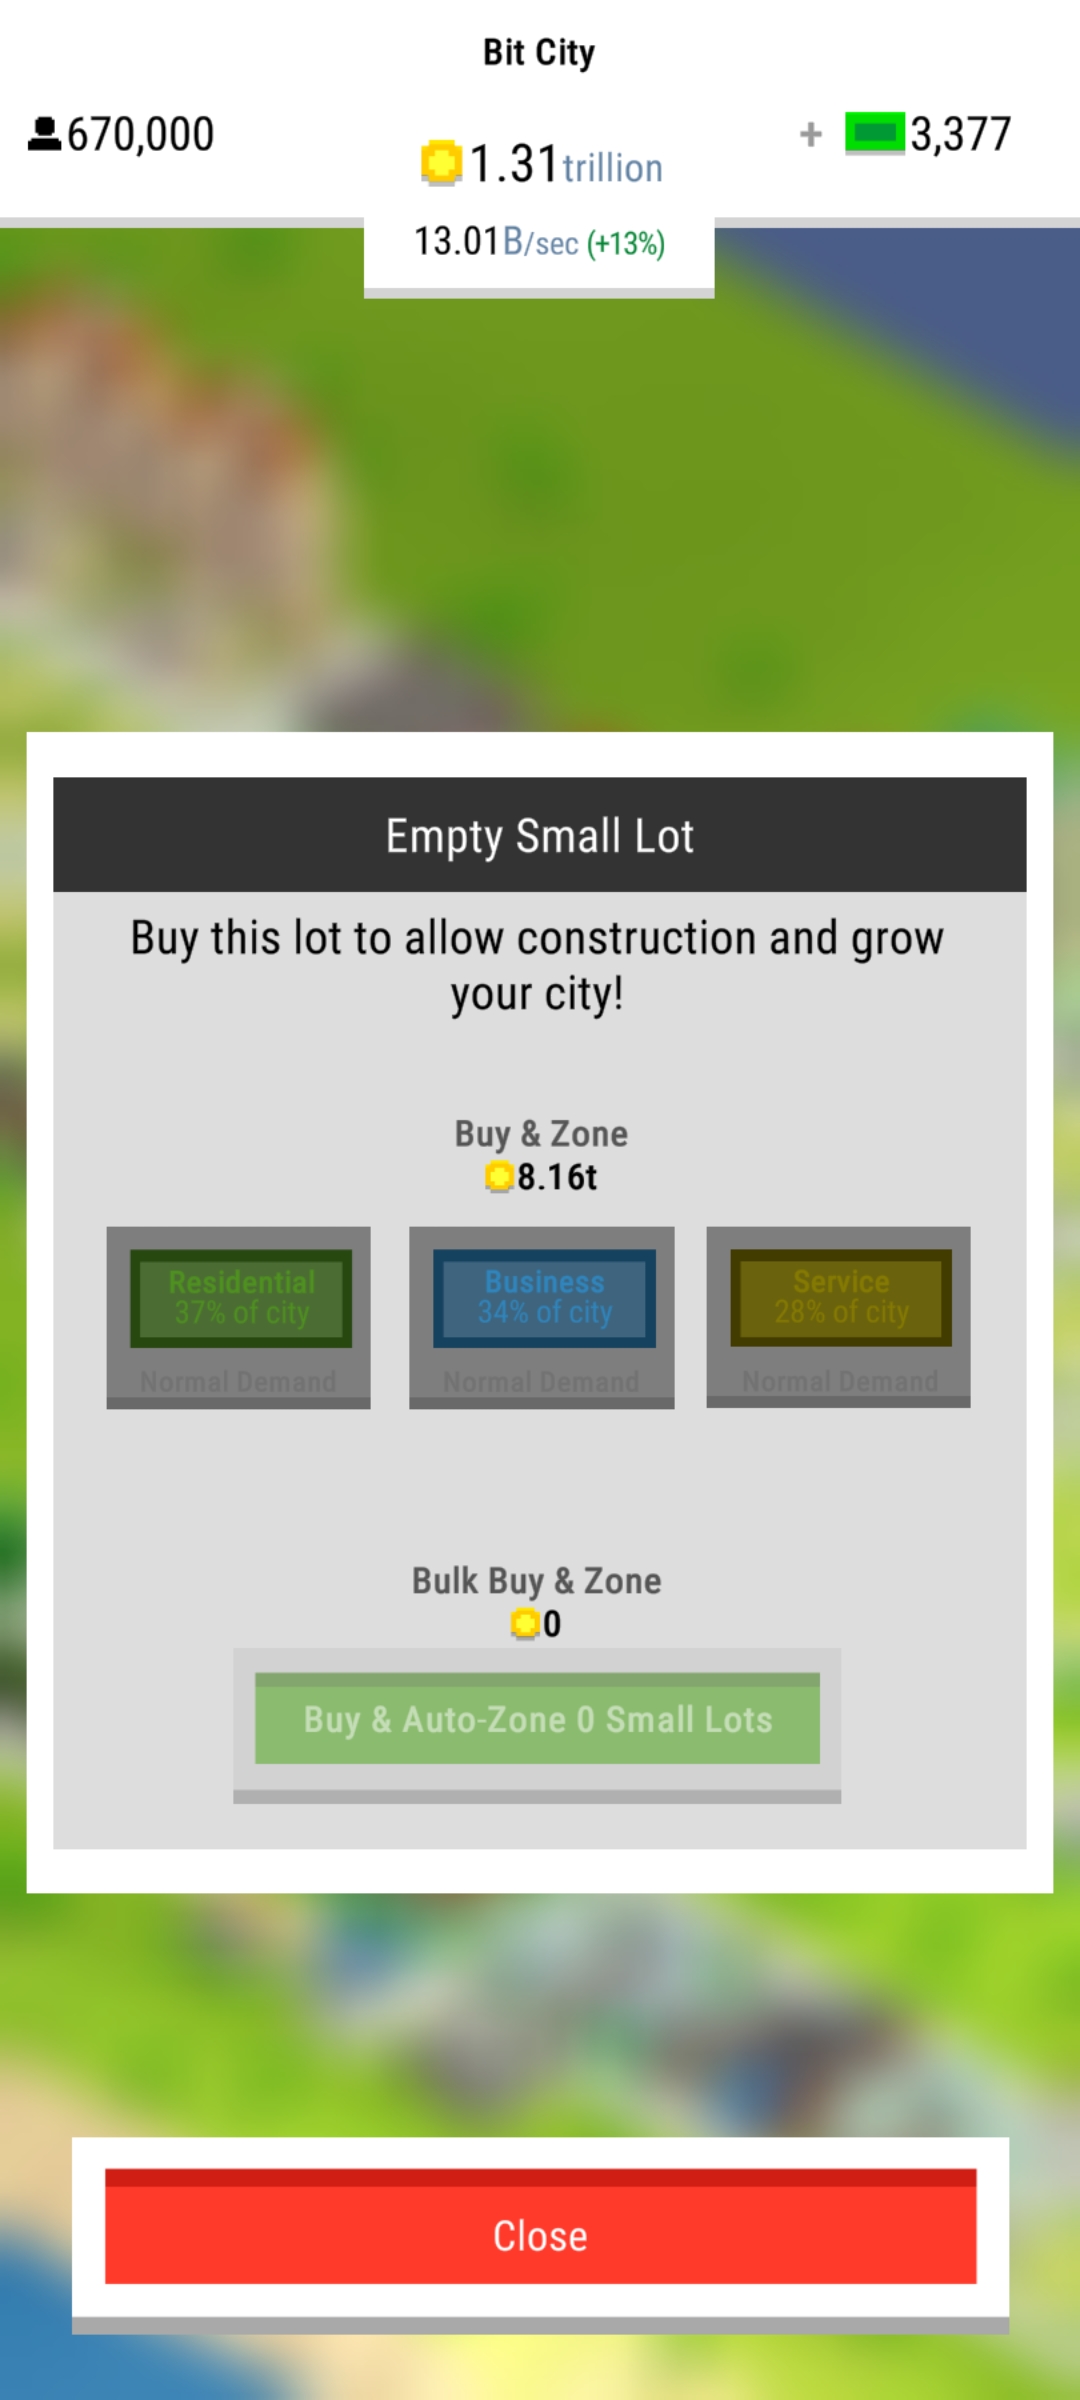 Bit City
670,000
1.31trillion
+ 3,377
13.01B/sec (+13%)
Empty Small Lot
Buy this lot to allow construction and grow
your city!
Buy & Zone
8.16t
Residential
37% of city
Normal Demand
Business
34% of city
Normal Demand
Service
28% of city
Normal Demand
Bulk Buy & Zone
0
Buy & Auto-Zone 0 Small Lots
Close